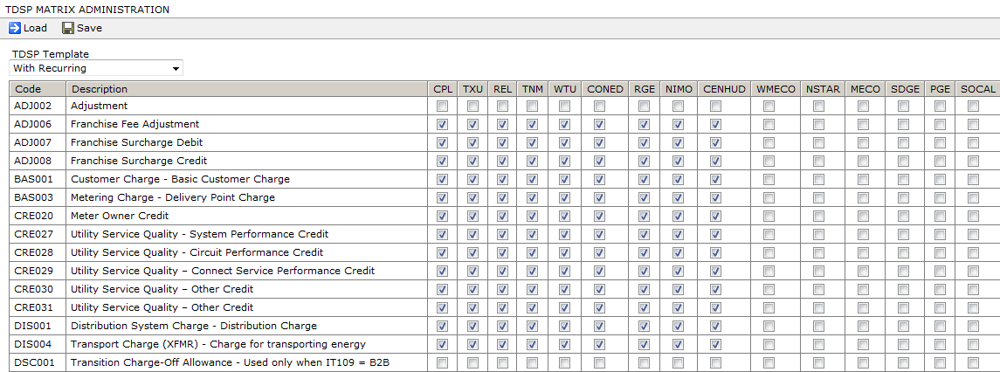 TDSP MATRIX ADMINISTRATION
Load Save
TDSP Template
With Recurring
Code Description CPL TXU REL TNM WTU CONED RGE NIMO CENHUD WMECO NSTAR MECO SDGE PGE SOCAL
ADJ002 Adjustment
ADJ006 Franchise Fee Adjustment
ADJ007 Franchise Surcharge Debit
ADJ008 Franchise Surcharge Credit
BAS001 Customer Charge - Basic Customer Charge
BAS003 Metering Charge - Delivery Point Charge
CRE020 Meter Owner Credit
CRE027 Utility Service Quality - System Performance Credit
CRE028 Utility Service Quality - Circuit Performance Credit
CRE029 Utility Service Quality – Connect Service Performance Credit
CRE030 Utility Service Quality – Other Credit
CRE031 Utility Service Quality – Other Credit
DIS001 Distribution System Charge - Distribution Charge
DIS004 Transport Charge (XFMR) - Charge for transporting energy
DSC001 Transition Charge-Off Allowance - Used only when IT109 = B2B